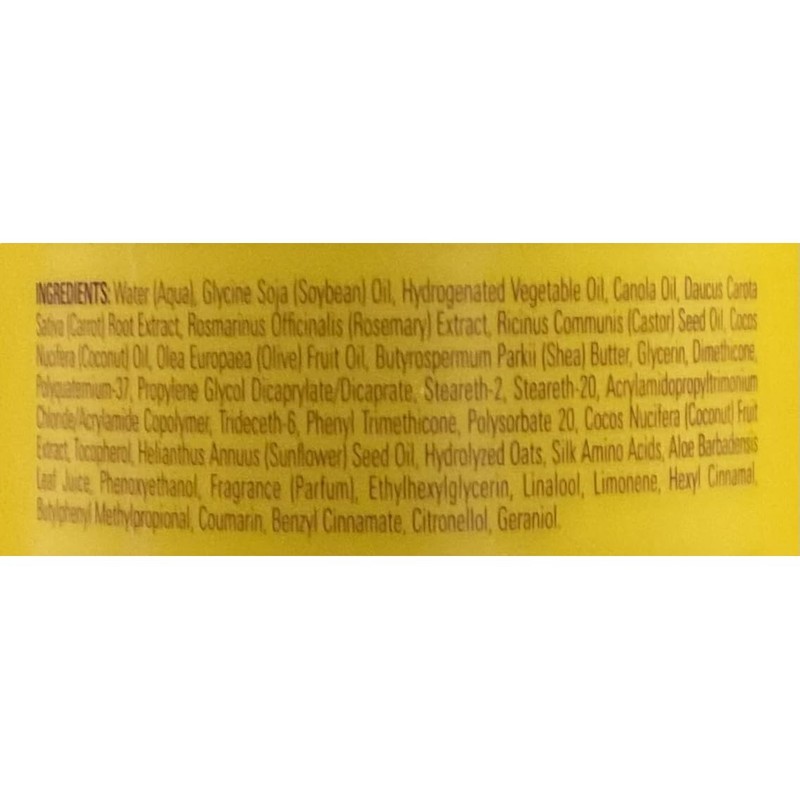 INGREDIENTS: Water (Aqua), Glycine Soja (Soybean) Oil, Hydrogenated Vegetable Oil, Canola Oil, Daucus Carota
Sativa (Carrot) Root Extract, Rosmarinus Officinalis (Rosemary) Extract, Ricinus Communis (Castor) Seed Oil, Cocos
Nucifera (Coconut) Oil, Olea Europaea (Olive) Fruit Oil, Butyrospermum Parkii (Shea) Butter, Glycerin, Dimethicone,
Polyquaternium-37, Propylene Glycol Dicaprylate/Dicaprate, Steareth-2, Steareth-20, Acrylamidopropyltrimonium
Chloride/Acrylamide Copolymer, Trideceth-6, Phenyl Trimethicone, Polysorbate 20, Cocos Nucifera (Coconut) Fruit
Extract, Tocopherol, Helianthus Annuus (Sunflower) Seed Oil, Hydrolyzed Oats, Silk Amino Acids, Aloe Barbadensis
Leaf Juice, Phenoxyethanol, Fragrance (Parfum), Ethylhexylglycerin, Linalool, Limonene, Hexyl Cinnamal,
Butylphenyl Methylpropional, Coumarin, Benzyl Cinnamate, Citronellol, Geraniol.